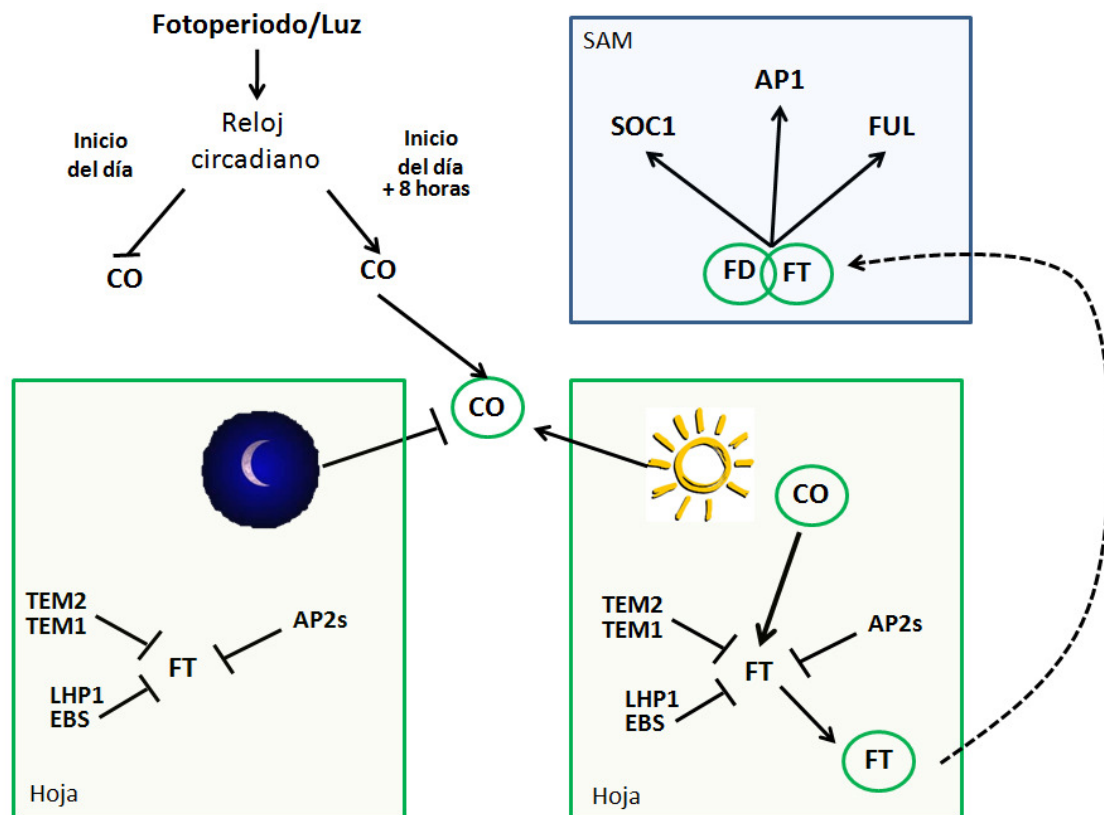 Fotoperiodo/Luz
Reloj
circadiano
Inicio
del día
Inicio
del día
+ 8 horas
CO
CO
CO
SAM
AP1
SOC1
FUL
FD
FT
TEM2
TEM1
AP2s
FT
LHP1
EBS
Hoja
CO
TEM2
TEM1
AP2s
FT
LHP1
EBS
FT
Hoja